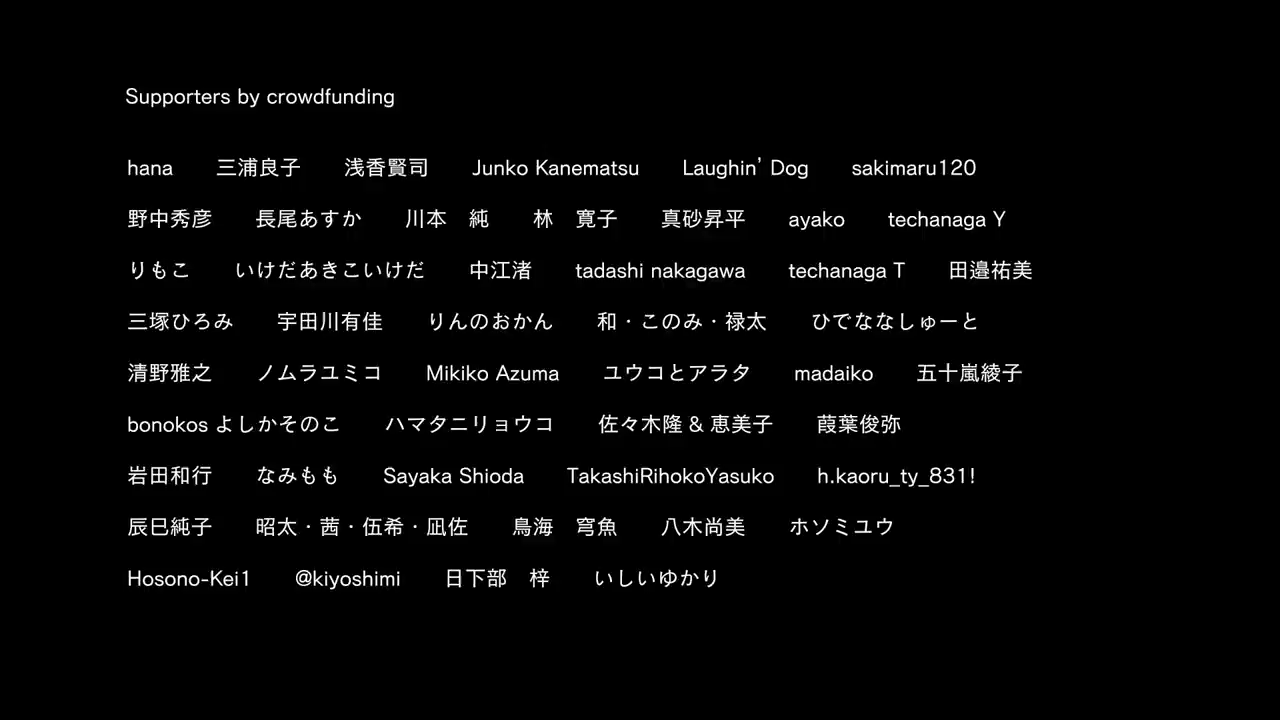 Supporters by crowdfunding
hana 三浦良子 浅香賢司 Junko Kanematsu Laughin’ Dog sakimaru120
野中秀彦 長尾あすか 川本　純 林　寛子 真砂昇平 ayako techanaga Y
りもこ いけだあきこいけだ 中江渚 tadashi nakagawa techanaga T 田邉祐美
三塚ひろみ 宇田川有佳 りんのおかん 和・このみ・禄太 ひでななしゅーと
清野雅之 ノムラユミコ Mikiko Azuma ユウコとアラタ madaiko 五十嵐綾子
bonokos よしかそのこ ハマタニリョウコ 佐々木隆 & 恵美子 葭葉俊弥
岩田和行 なみもも Sayaka Shioda TakashiRihokoYasuko h.kaoru_ty_831!
辰巳純子 昭太・茜・伍希・凪佐 鳥海　穹魚 八木尚美 ホソミユウ
Hosono-Kei1 @kiyoshimi 日下部　梓 いしいゆかり